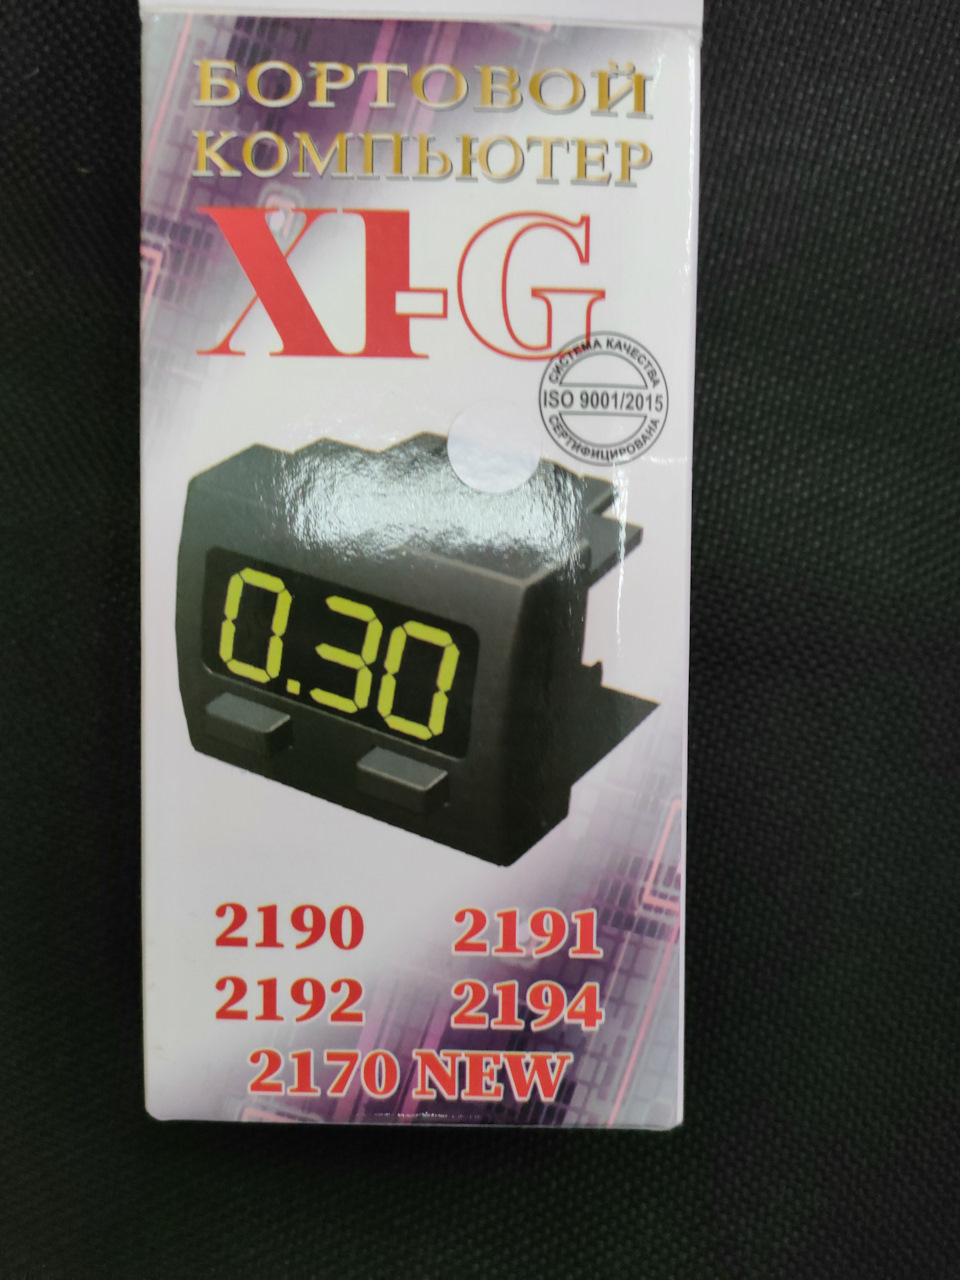 БОРТОВОЙ
КОМПЬЮТЕР
X1-G
СИСТЕМА КАЧЕСТВА
ISO 9001/2015
СЕРТИФИЦИРОВАНА
0.30
2190 2191
2192 2194
2170 NEW